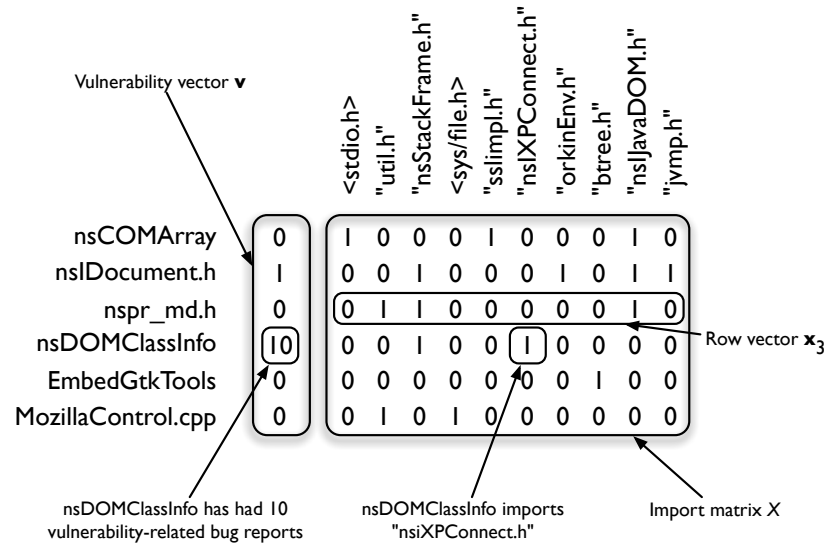 Vulnerability vector v
<stdio.h>
"util.h"
"nsStackFrame.h"
<sys/file.h>
"sslimpl.h"
"nsIXPConnect.h"
"orkinEnv.h"
"btree.h"
"nsIJavaDOM.h"
"jvmp.h"
nsCOMArray 0 1 0 0 0 1 0 0 0 1 0
nsIDocument.h 1 0 0 1 0 0 0 1 0 1 1
nspr_md.h 0 0 1 1 0 0 0 0 0 1 0
nsDOMClassInfo 10 0 0 1 0 0 1 0 0 0 0
EmbedGtkTools 0 0 0 0 0 0 0 0 1 0 0
MozillaControl.cpp 0 0 1 0 1 0 0 0 0 0 0
Row vector x3
nsDOMClassInfo has had 10
vulnerability-related bug reports
nsDOMClassInfo imports
"nsiXPConnect.h"
Import matrix X